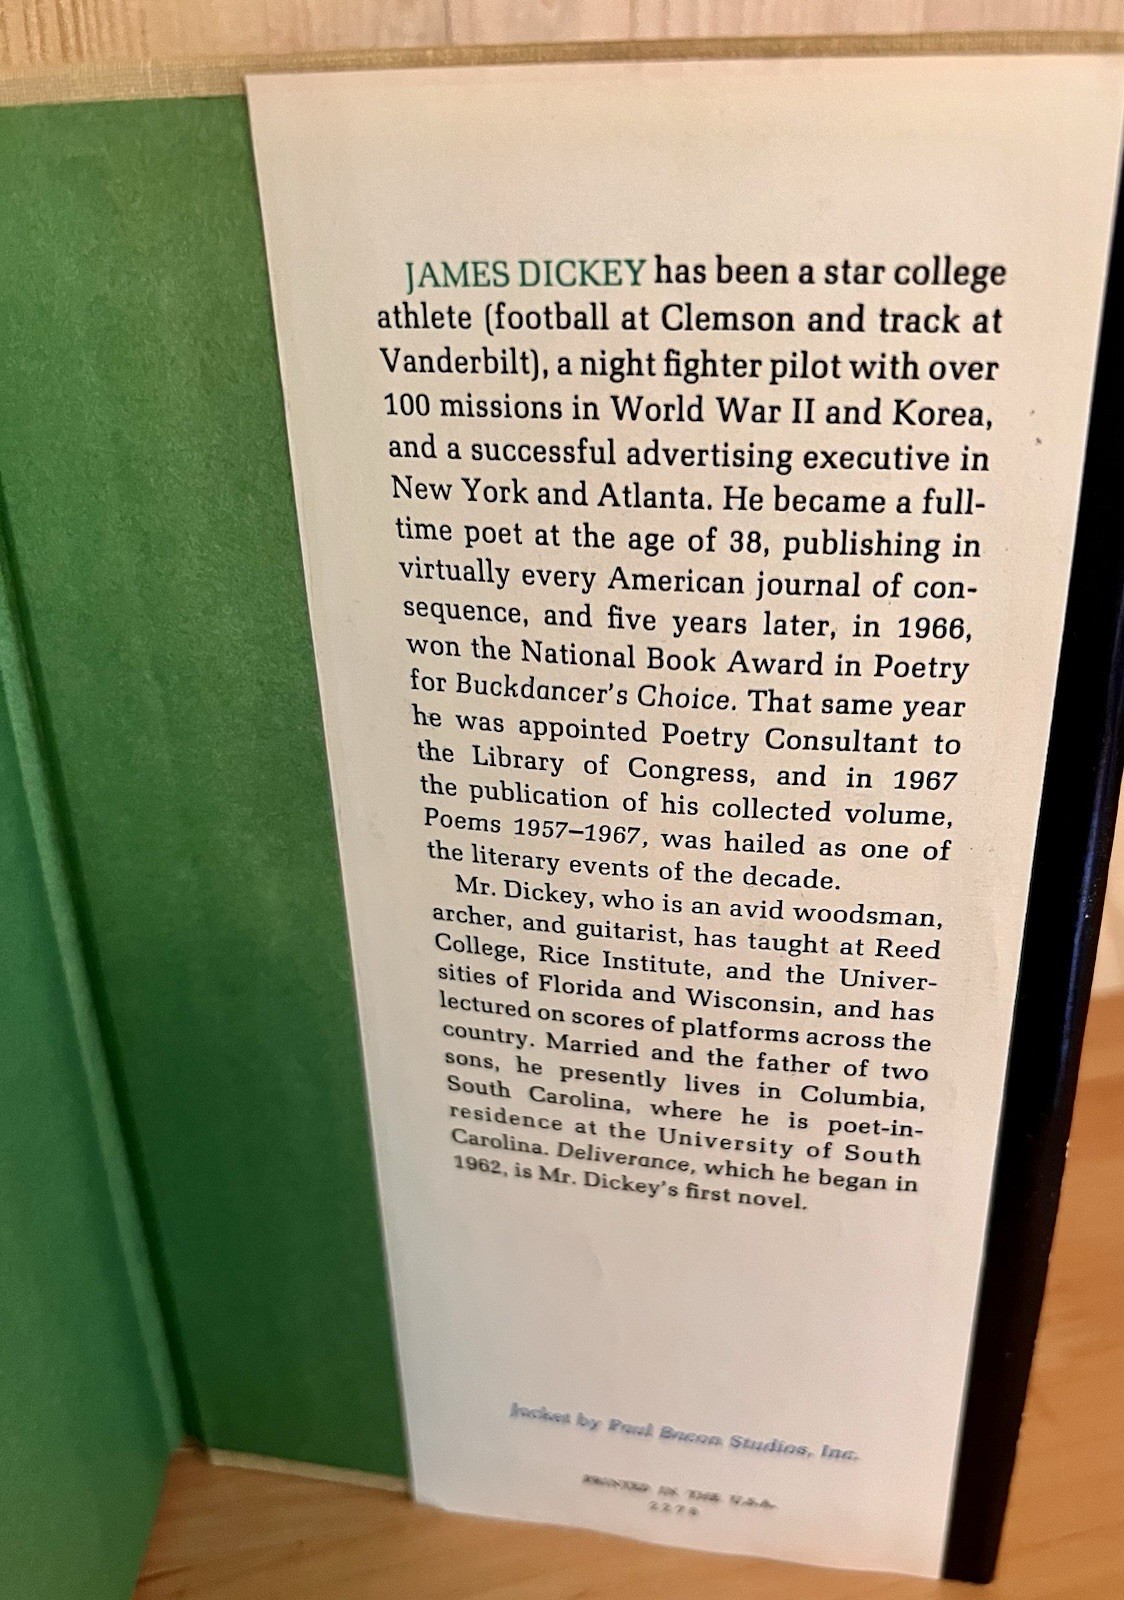 JAMES DICKEY has been a star college
athlete (football at Clemson and track at
Vanderbilt), a night fighter pilot with over
100 missions in World War II and Korea,
and a successful advertising executive in
New York and Atlanta. He became a full-
time poet at the age of 38, publishing in
virtually every American journal of con-
sequence, and five years later, in 1966,
won the National Book Award in Poetry
for Buckdancer's Choice. That same year
he was appointed Poetry Consultant to
the Library of Congress, and in 1967
the publication of his collected volume,
Poems 1957–1967, was hailed as one of
the literary events of the decade.
Mr. Dickey, who is an avid woodsman,
archer, and guitarist, has taught at Reed
College, Rice Institute, and the Univer-
sities of Florida and Wisconsin, and has
lectured on scores of platforms across the
country. Married and the father of two
sons, he presently lives in Columbia,
South Carolina, where he is poet-in-
residence at the University of South
Carolina. Deliverance, which he began in
1962, is Mr. Dickey's first novel.
Jacket by Paul Bacon Studios, Inc.
PRINTED IN THE U.S.A.